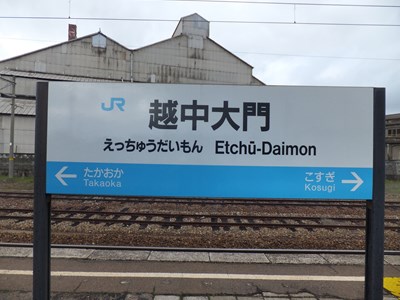 JR
越中大門
えっちゅうだいもん Etchū-Daimon
← たかおか こすぎ →
Takaoka Kosugi